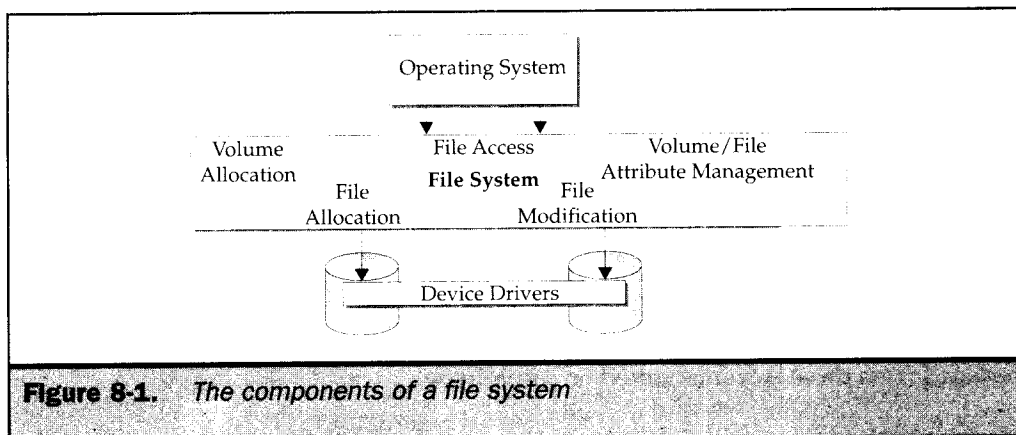 Operating System
Volume
Allocation
File Access
File System
Volume/File
Attribute Management
File
Allocation
File
Modification
Device Drivers
Figure 8-1. The components of a file system